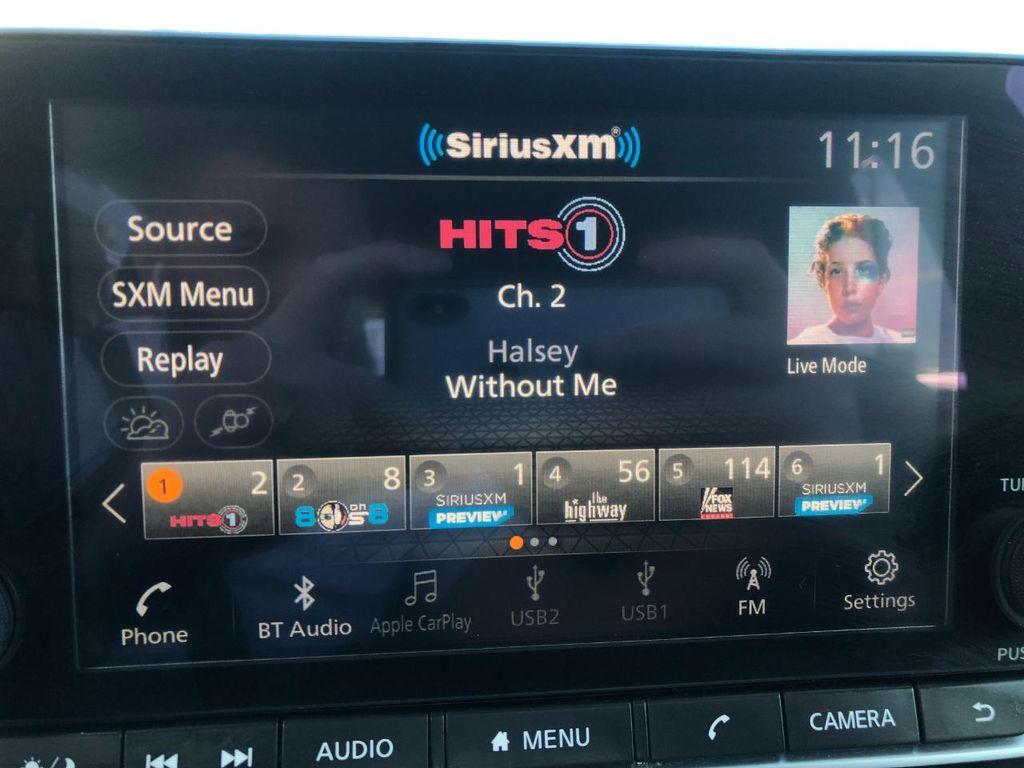 SiriusXM®
11:16
Source
HITS 1
SXM Menu
Ch. 2
Replay
Halsey
Without Me
Live Mode
1 2
HITS 1
2 8
80s ON 8
3 1
SIRIUSXM
PREVIEW
4 56
the
highway
5 114
FOX
NEWS
channel
6 1
SIRIUSXM
PREVIEW
Phone
BT Audio
Apple CarPlay
USB2
USB1
FM
Settings
AUDIO
MENU
CAMERA